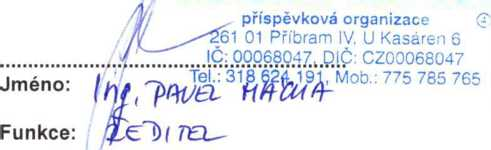 příspěvková organizace
261 01 Příbram IV, U Kasáren 6
IČ: 00068047, DIČ: CZ00068047
Tel.: 318 624 191, Mob.: 775 785 765
Jméno: Ing. PAVEL MÁCHA
Funkce: ŘEDITEL